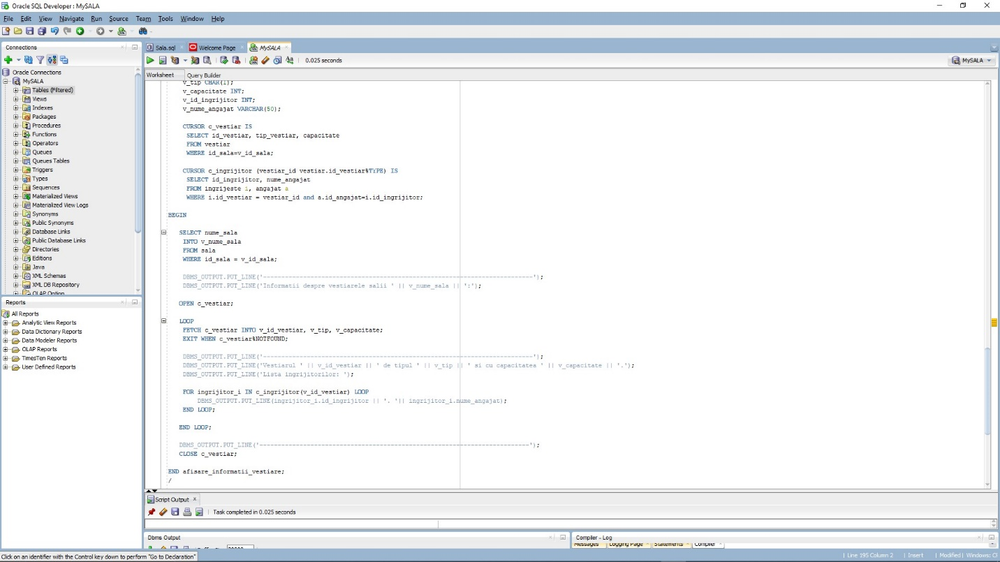 Oracle SQL Developer : MySALA
File Edit View Navigate Run Source Team Tools Window Help
Connections
Oracle Connections
MySALA
Tables (Filtered)
Views
Indexes
Packages
Procedures
Functions
Operators
Queues
Queues Tables
Triggers
Types
Sequences
Materialized Views
Materialized View Logs
Synonyms
Public Synonyms
Database Links
Public Database Links
Directories
Editions
Java
XML Schemas
XML DB Repository
OLAP Option
Reports
All Reports
Analytic View Reports
Data Dictionary Reports
Data Modeler Reports
OLAP Reports
TimesTen Reports
User Defined Reports
Sala.sql Welcome Page MySALA
0.025 seconds
MySALA
Worksheet Query Builder
v_tip CHAR(1);
v_capacitate INT;
v_id_ingrijitor INT;
v_nume_angajat VARCHAR(50);
CURSOR c_vestiar IS
SELECT id_vestiar, tip_vestiar, capacitate
FROM vestiar
WHERE id_sala=v_id_sala;
CURSOR c_ingrijitor (vestiar_id vestiar.id_vestiar%TYPE) IS
SELECT id_ingrijitor, nume_angajat
FROM ingrijeste i, angajat a
WHERE i.id_vestiar = vestiar_id and a.id_angajat=i.id_ingrijitor;
BEGIN
SELECT nume_sala
INTO v_nume_sala
FROM sala
WHERE id_sala = v_id_sala;
DBMS_OUTPUT.PUT_LINE('---------------------------------------------------------------------------');
DBMS_OUTPUT.PUT_LINE('Informatii despre vestiarele salii ' || v_nume_sala || ':');
OPEN c_vestiar;
LOOP
FETCH c_vestiar INTO v_id_vestiar, v_tip, v_capacitate;
EXIT WHEN c_vestiar%NOTFOUND;
DBMS_OUTPUT.PUT_LINE('---------------------------------------------------------------------------');
DBMS_OUTPUT.PUT_LINE('Vestiarul ' || v_id_vestiar || ' de tipul ' || v_tip || ' si cu capacitatea ' || v_capacitate || '.');
DBMS_OUTPUT.PUT_LINE('Lista ingrijitorilor: ');
FOR ingrijitor_i IN c_ingrijitor(v_id_vestiar) LOOP
DBMS_OUTPUT.PUT_LINE(ingrijitor_i.id_ingrijitor || '. '|| ingrijitor_i.nume_angajat);
END LOOP;
END LOOP;
DBMS_OUTPUT.PUT_LINE('---------------------------------------------------------------------------');
CLOSE c_vestiar;
END afisare_informatii_vestiare;
/
Script Output
Task completed in 0.025 seconds
Dbms Output
Compiler - Log
Messages Logging Page Statements Compiler
Click on an identifier with the Control key down to perform "Go to Declaration"
Line 195 Column 2 Insert Modified Windows: C